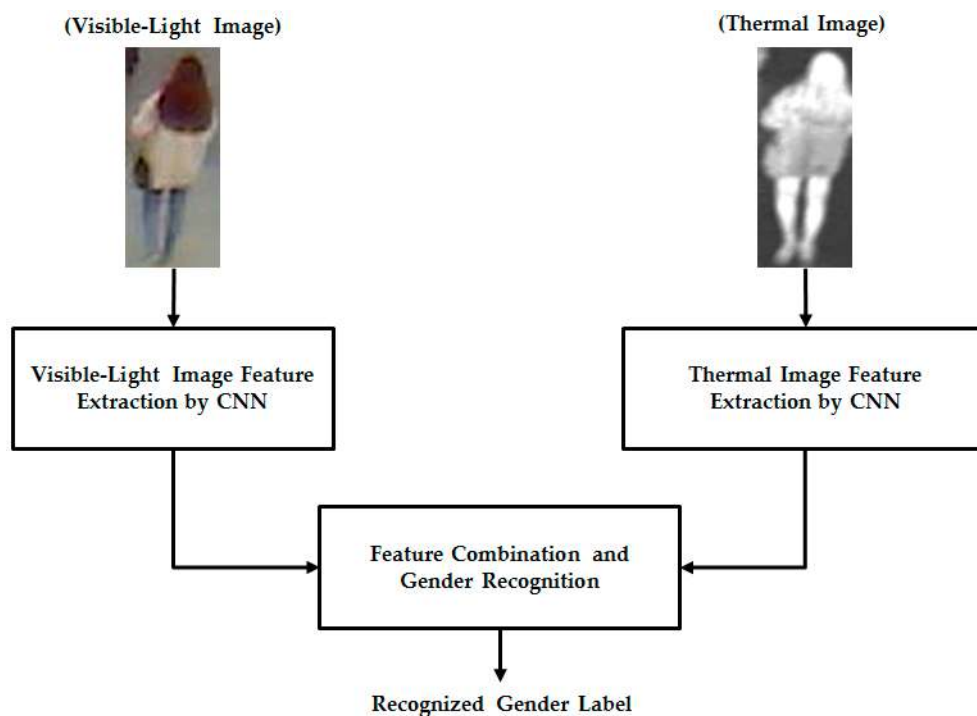 (Visible-Light Image)
(Thermal Image)
Visible-Light Image Feature
Extraction by CNN
Thermal Image Feature
Extraction by CNN
Feature Combination and
Gender Recognition
Recognized Gender Label